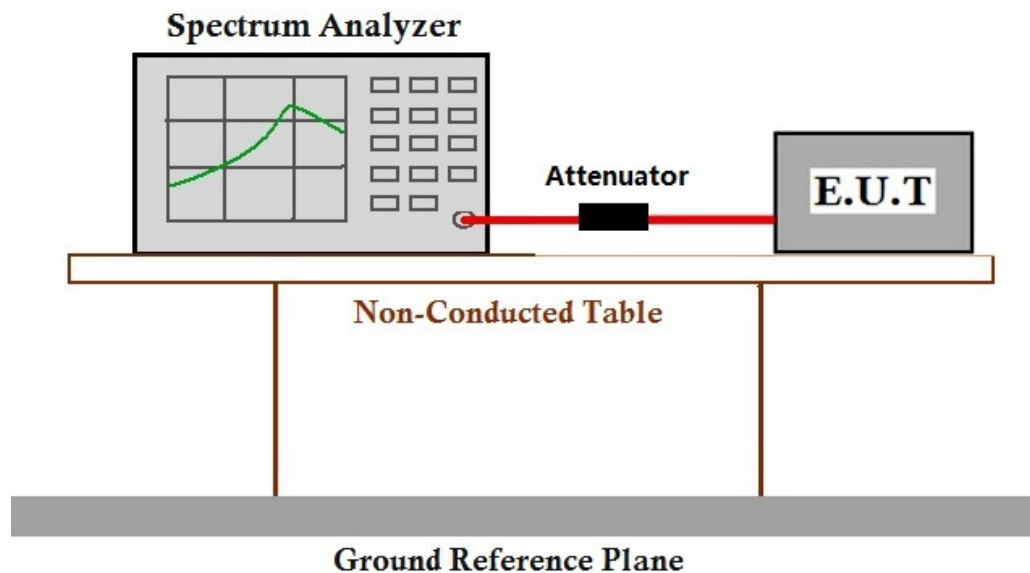 Spectrum Analyzer
Attenuator
E.U.T
Non-Conducted Table
Ground Reference Plane